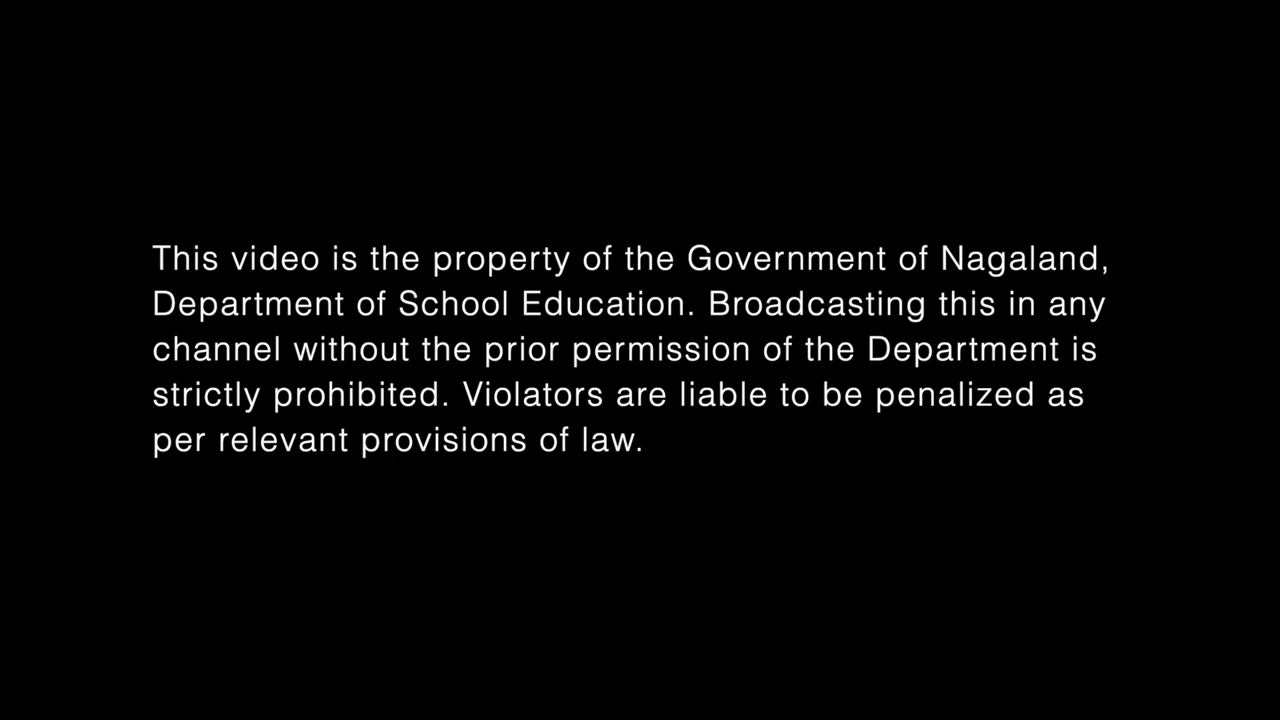 This video is the property of the Government of Nagaland,
Department of School Education. Broadcasting this in any
channel without the prior permission of the Department is
strictly prohibited. Violators are liable to be penalized as
per relevant provisions of law.